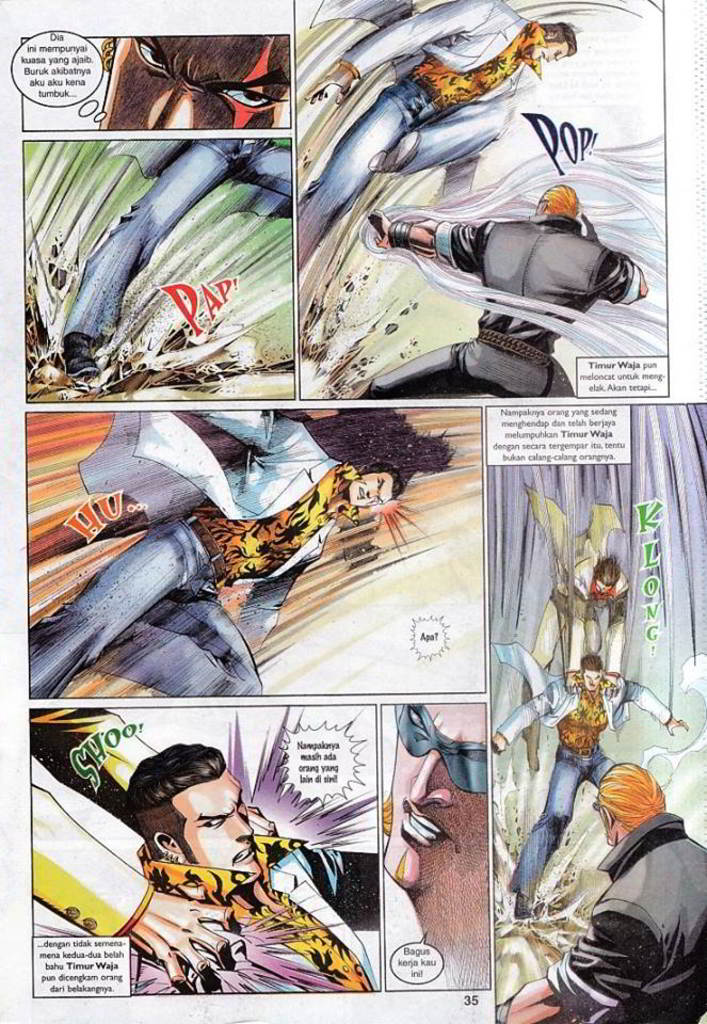 Dia
ini mempunyai
kuasa yang ajaib.
Buruk akibatnya
aku aku kena
tumbuk...
PAP!
POP!
Timur Waja pun
meloncat untuk meng-
elak. Akan tetapi...
HU...
Apa?
Nampaknya orang yang sedang
menghendap dan telah berjaya
melumpuhkan Timur Waja
dengan secara tergempar itu, tentu
bukan calang-calang orangnya.
KLONG!
SHOO!
Nampaknya
masih ada
orang yang
lain di sini!
...dengan tidak semena-
mena kedua-dua belah
bahu Timur Waja
pun dicengkam orang
dari belakangnya.
Bagus
kerja kau
ini!
35